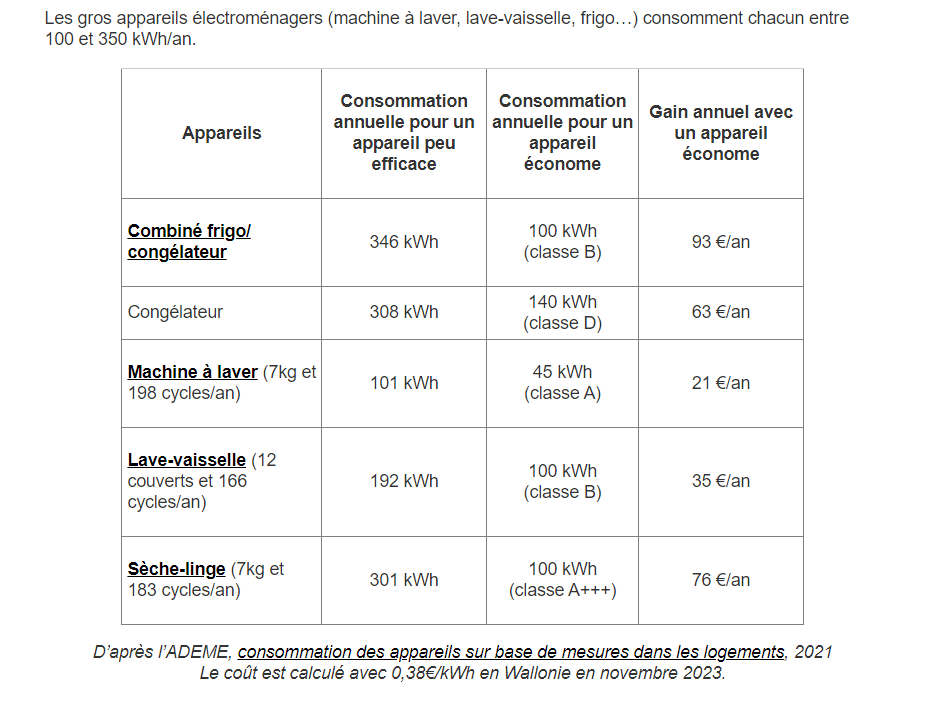 Les gros appareils électroménagers (machine à laver, lave-vaisselle, frigo…) consomment chacun entre
100 et 350 kWh/an.
Appareils
Consommation
annuelle pour un
appareil peu
efficace
Consommation
annuelle pour un
appareil
économe
Gain annuel avec
un appareil
économe
Combiné frigo/
congélateur
346 kWh
100 kWh
(classe B)
93 €/an
Congélateur
308 kWh
140 kWh
(classe D)
63 €/an
Machine à laver (7kg et
198 cycles/an)
101 kWh
45 kWh
(classe A)
21 €/an
Lave-vaisselle (12
couverts et 166
cycles/an)
192 kWh
100 kWh
(classe B)
35 €/an
Sèche-linge (7kg et
183 cycles/an)
301 kWh
100 kWh
(classe A+++)
76 €/an
D’après l’ADEME, consommation des appareils sur base de mesures dans les logements, 2021
Le coût est calculé avec 0,38€/kWh en Wallonie en novembre 2023.